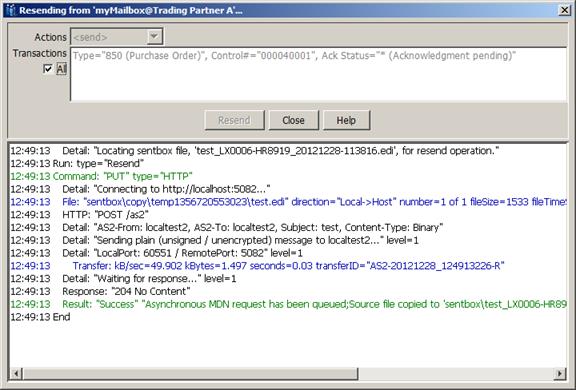 Resending from 'myMailbox@Trading Partner A'...
Actions <send>
Transactions Type="850 (Purchase Order)", Control#="000040001", Ack Status="* (Acknowledgment pending)"
All
Resend Close Help
12:49:13 Detail: "Locating sentbox file, 'test_LX0006-HR8919_20121228-113816.edi', for resend operation."
12:49:13 Run: type="Resend"
12:49:13 Command: "PUT" type="HTTP"
12:49:13 Detail: "Connecting to http://localhost:5082..."
12:49:13 File: "sentbox\copy\temp1356720553023\test.edi" direction="Local->Host" number=1 of 1 fileSize=1533 fileTimeS
12:49:13 HTTP: "POST /as2"
12:49:13 Detail: "AS2-From: localtest2, AS2-To: localtest2, Subject: test, Content-Type: Binary"
12:49:13 Detail: "Sending plain (unsigned / unencrypted) message to localtest2..." level=1
12:49:13 Detail: "LocalPort: 60551 / RemotePort: 5082" level=1
12:49:13 Transfer: kB/sec=49.902 kBytes=1.497 seconds=0.03 transferID="AS2-20121228_124913226-R"
12:49:13 Detail: "Waiting for response..." level=1
12:49:13 Response: "204 No Content"
12:49:13 Result: "Success" "Asynchronous MDN request has been queued;Source file copied to 'sentbox\test_LX0006-HR89
12:49:13 End